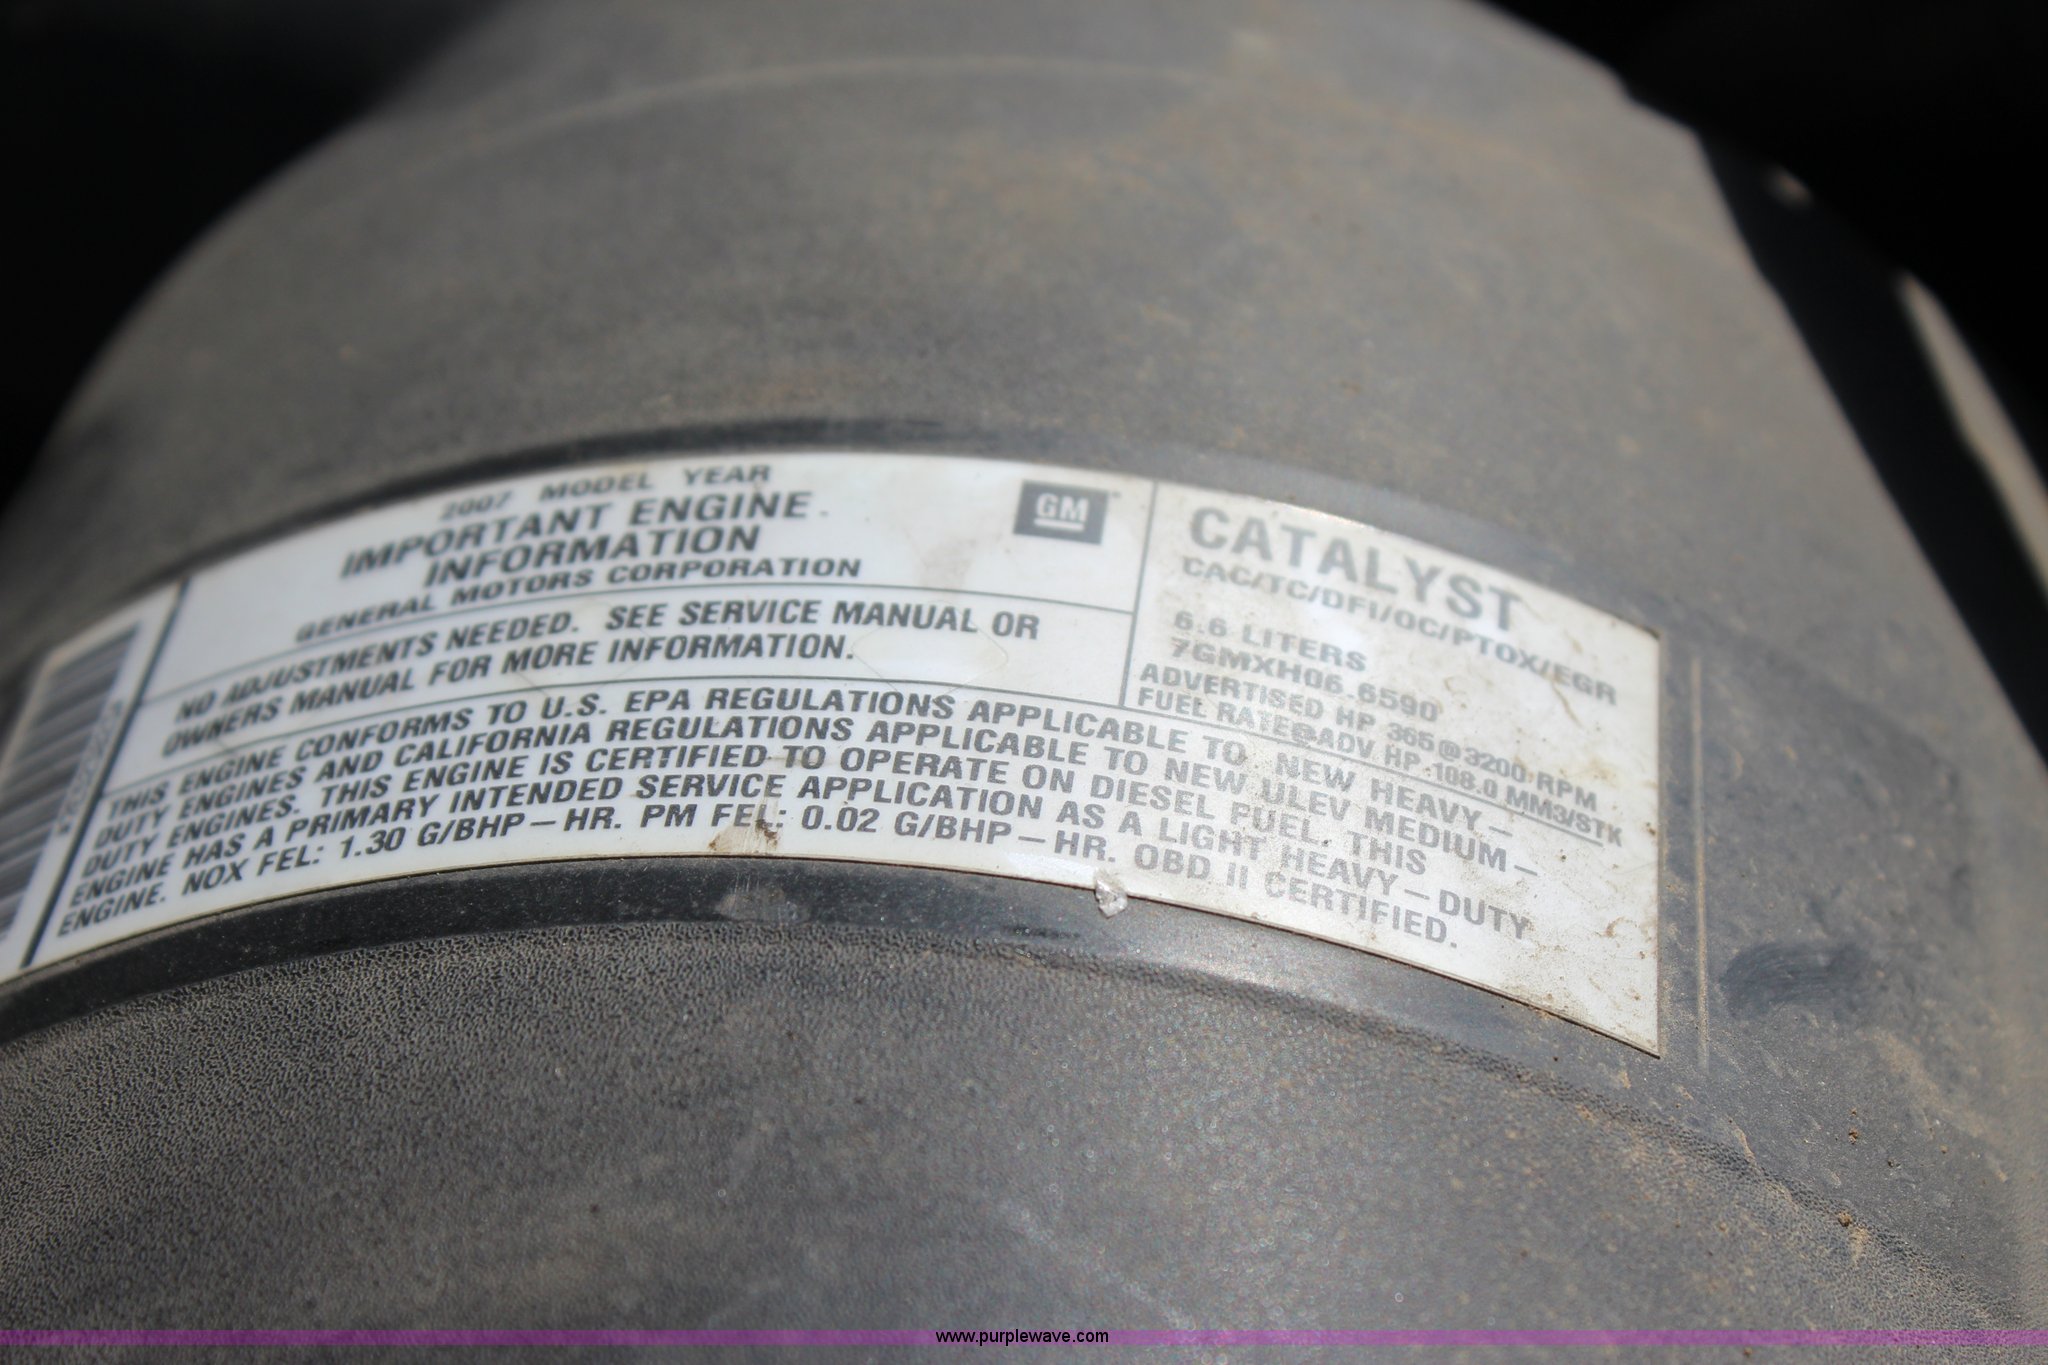 2007 MODEL YEAR
IMPORTANT ENGINE
INFORMATION
GENERAL MOTORS CORPORATION
GM
NO ADJUSTMENTS NEEDED. SEE SERVICE MANUAL OR
OWNERS MANUAL FOR MORE INFORMATION.
CATALYST
CAC/TC/DFI/OC/PTOX/EGR
6.6 LITERS
7GMXH06.6590
ADVERTISED HP 365@3200 RPM
FUEL RATE@ADV HP 108.0 MM3/STK
THIS ENGINE CONFORMS TO U.S. EPA REGULATIONS APPLICABLE TO NEW HEAVY–
DUTY ENGINES AND CALIFORNIA REGULATIONS APPLICABLE TO NEW ULEV MEDIUM–
DUTY ENGINES. THIS ENGINE IS CERTIFIED TO OPERATE ON DIESEL FUEL. THIS
ENGINE HAS A PRIMARY INTENDED SERVICE APPLICATION AS A LIGHT HEAVY–DUTY
ENGINE. NOX FEL: 1.30 G/BHP–HR. PM FEL: 0.02 G/BHP–HR. OBD II CERTIFIED.
www.purplewave.com